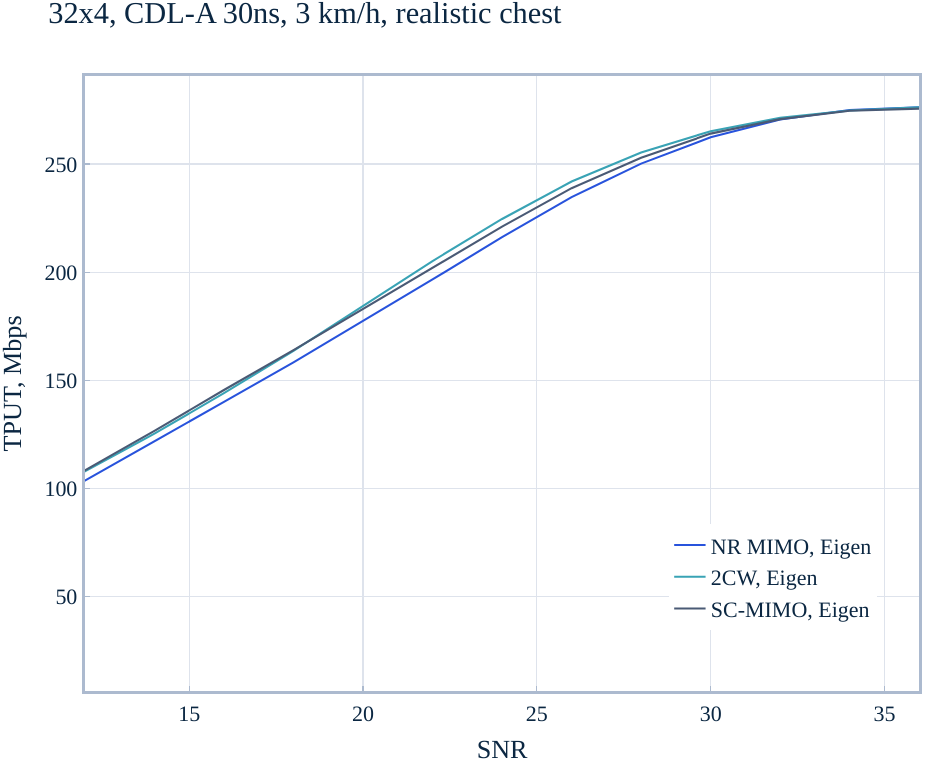 32x4, CDL-A 30ns, 3 km/h, realistic chest
TPUT, Mbps
250
200
150
100
50
NR MIMO, Eigen
2CW, Eigen
SC-MIMO, Eigen
15 20 25 30 35
SNR